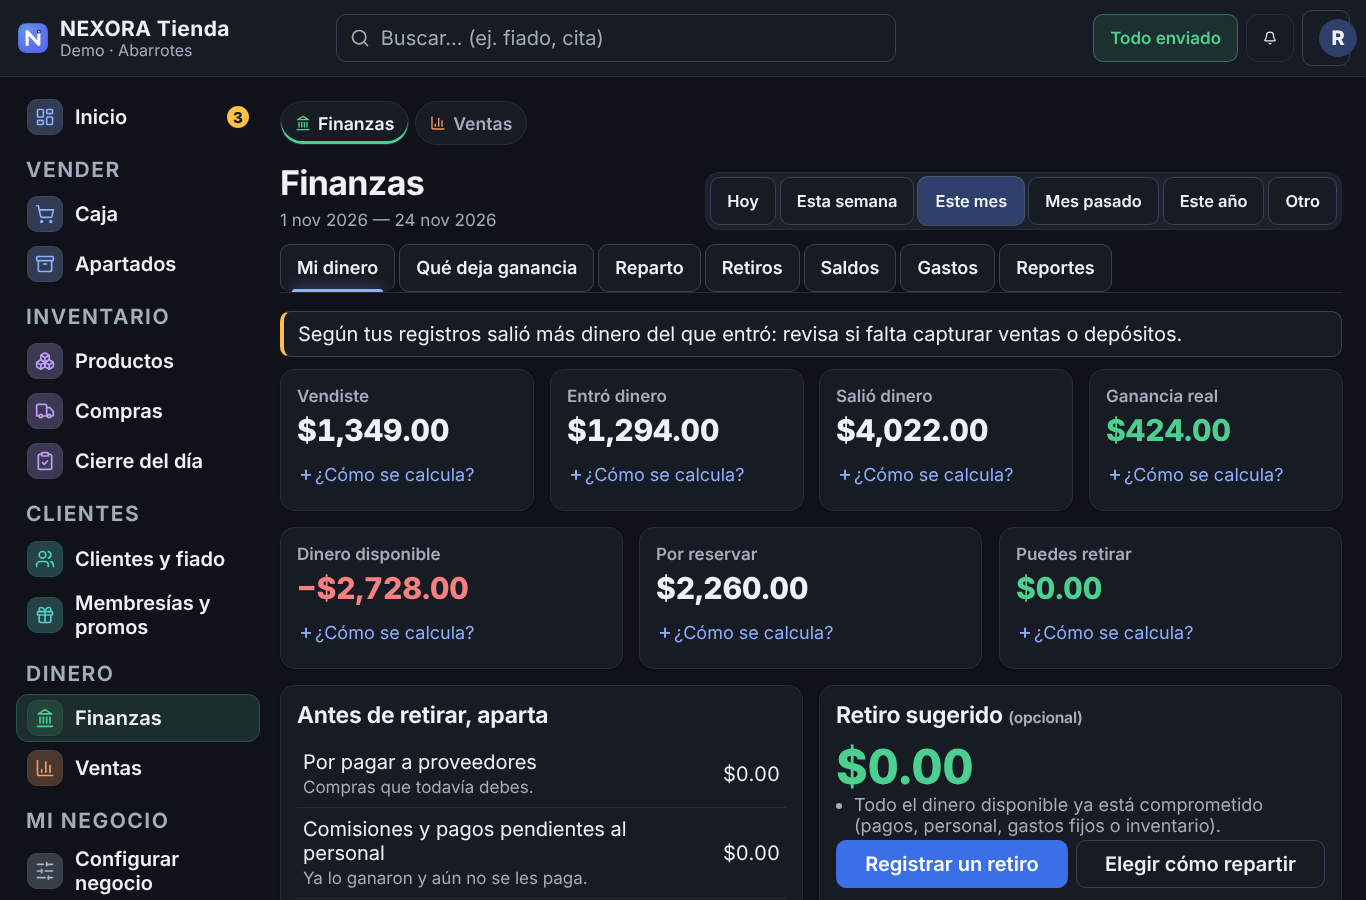 NEXORA Tienda
Demo · Abarrotes
Buscar... (ej. fiado, cita)
Todo enviado
R
Inicio
3
VENDER
Caja
Apartados
INVENTARIO
Productos
Compras
Cierre del día
CLIENTES
Clientes y fiado
Membresías y
promos
DINERO
Finanzas
Ventas
MI NEGOCIO
Configurar
negocio
Finanzas
Ventas
Finanzas
1 nov 2026 — 24 nov 2026
Hoy
Esta semana
Este mes
Mes pasado
Este año
Otro
Mi dinero
Qué deja ganancia
Reparto
Retiros
Saldos
Gastos
Reportes
Según tus registros salió más dinero del que entró: revisa si falta capturar ventas o depósitos.
Vendiste
$1,349.00
+ ¿Cómo se calcula?
Entró dinero
$1,294.00
+ ¿Cómo se calcula?
Salió dinero
$4,022.00
+ ¿Cómo se calcula?
Ganancia real
$424.00
+ ¿Cómo se calcula?
Dinero disponible
−$2,728.00
+ ¿Cómo se calcula?
Por reservar
$2,260.00
+ ¿Cómo se calcula?
Puedes retirar
$0.00
+ ¿Cómo se calcula?
Antes de retirar, aparta
Por pagar a proveedores
Compras que todavía debes.
$0.00
Comisiones y pagos pendientes al
personal
Ya lo ganaron y aún no se les paga.
$0.00
Retiro sugerido (opcional)
$0.00
• Todo el dinero disponible ya está comprometido
(pagos, personal, gastos fijos o inventario).
Registrar un retiro
Elegir cómo repartir